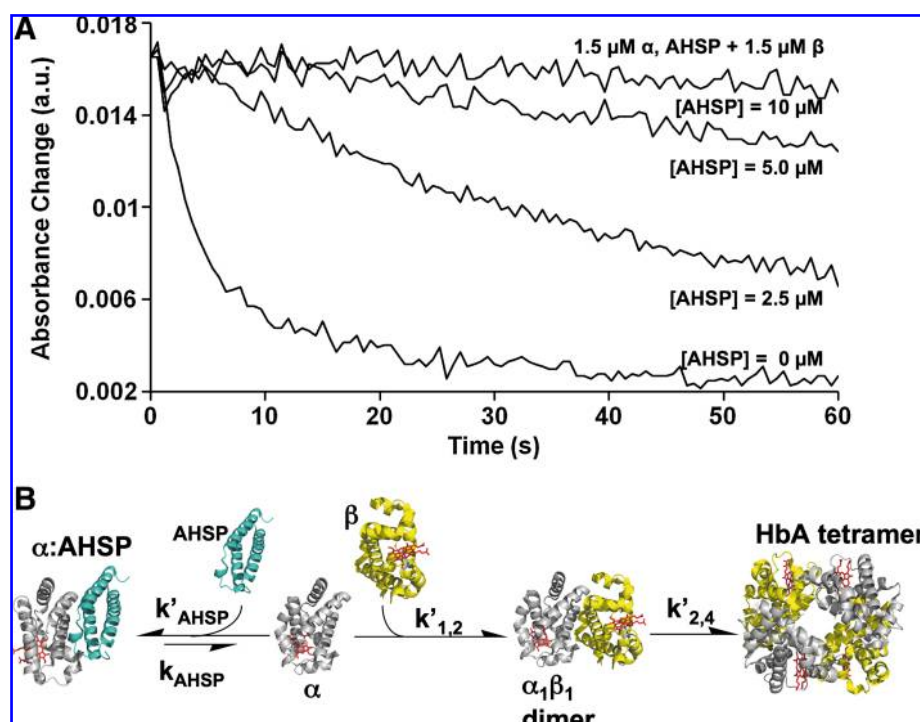 A
Absorbance Change (a.u.)
0.018
0.014
0.01
0.006
0.002
1.5 µM α, AHSP + 1.5 µM β
[AHSP] = 10 µM
[AHSP] = 5.0 µM
[AHSP] = 2.5 µM
[AHSP] = 0 µM
0 10 20 30 40 50 60
Time (s)
B
α:AHSP
AHSP
β
HbA tetramer
k'AHSP
kAHSP
α
k'1,2
α1β1
dimer
k'2,4